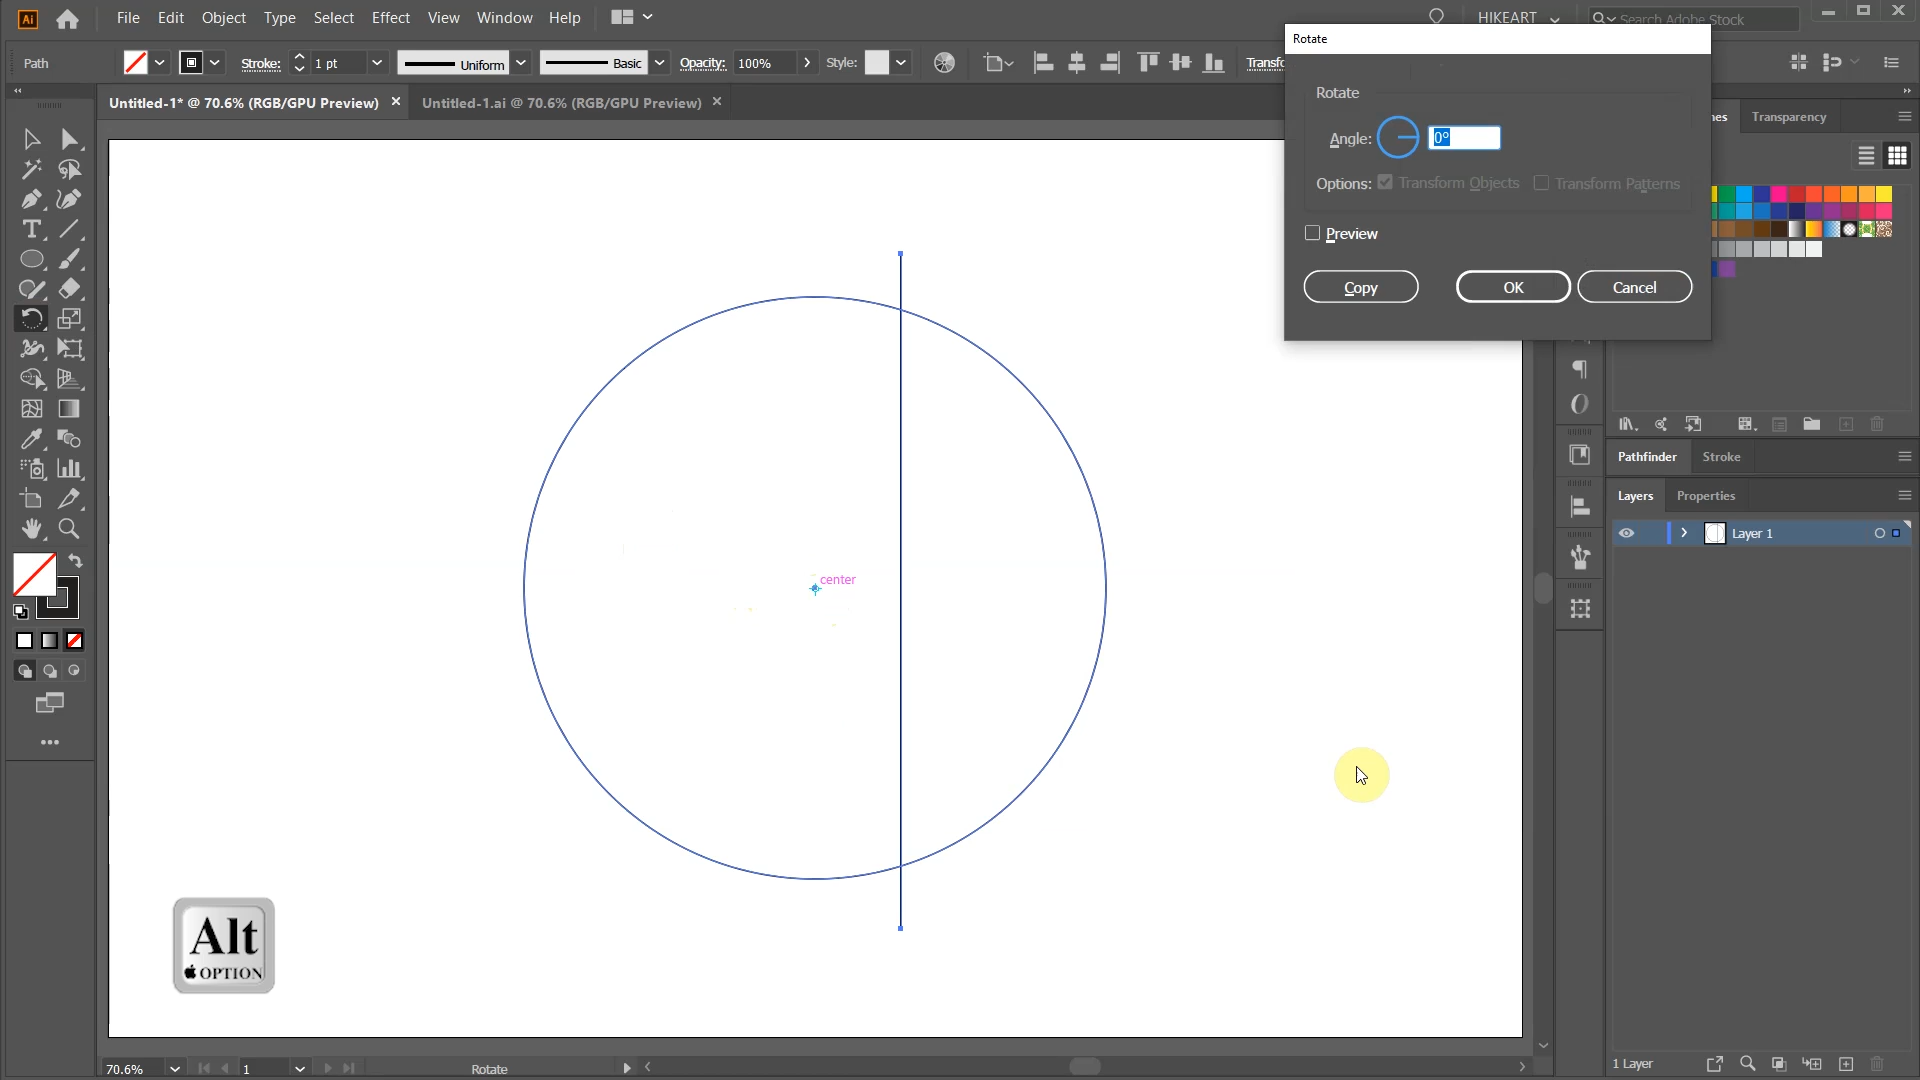 Ai File Edit Object Type Select Effect View Window Help HIKEART Search Adobe Stock
Rotate
Path Stroke: 1 pt Uniform Basic Opacity: 100% Style: Transfo
Rotate
Untitled-1* @ 70.6% (RGB/GPU Preview) × Untitled-1.ai @ 70.6% (RGB/GPU Preview) ×
Transparency
Angle: 0°
Options: Transform Objects Transform Patterns
Preview
Copy OK Cancel
Pathfinder Stroke
Layers Properties
Layer 1
center
Alt
OPTION
1 Layer
70.6% 1 Rotate